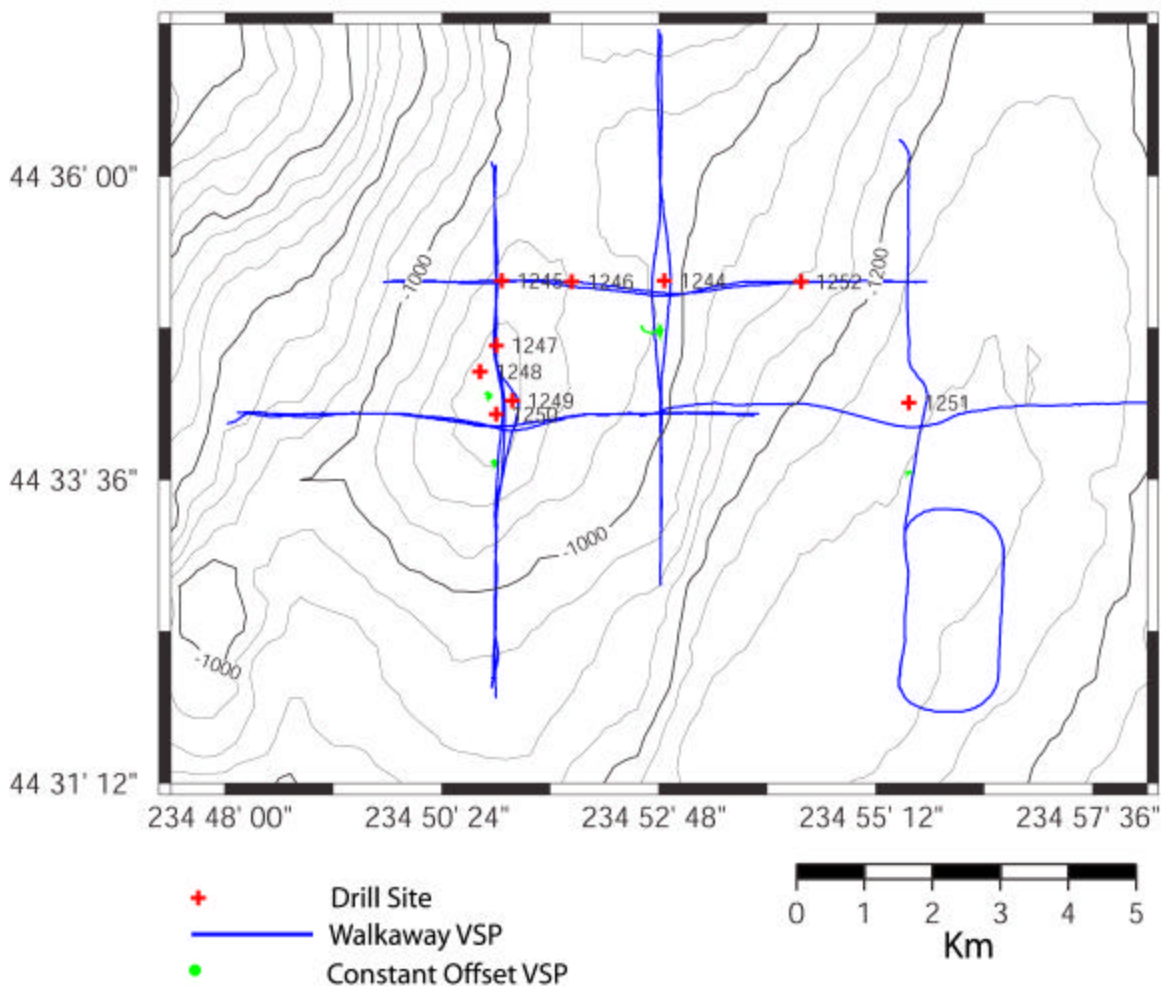 44 36' 00"
-1000
-1200
1245
1246
1244
1252
1247
1248
1249
1250
1251
44 33' 36"
-1000
-1000
44 31' 12"
234 48' 00"
234 50' 24"
234 52' 48"
234 55' 12"
234 57' 36"
Drill Site
Walkaway VSP
Constant Offset VSP
0 1 2 3 4 5
Km